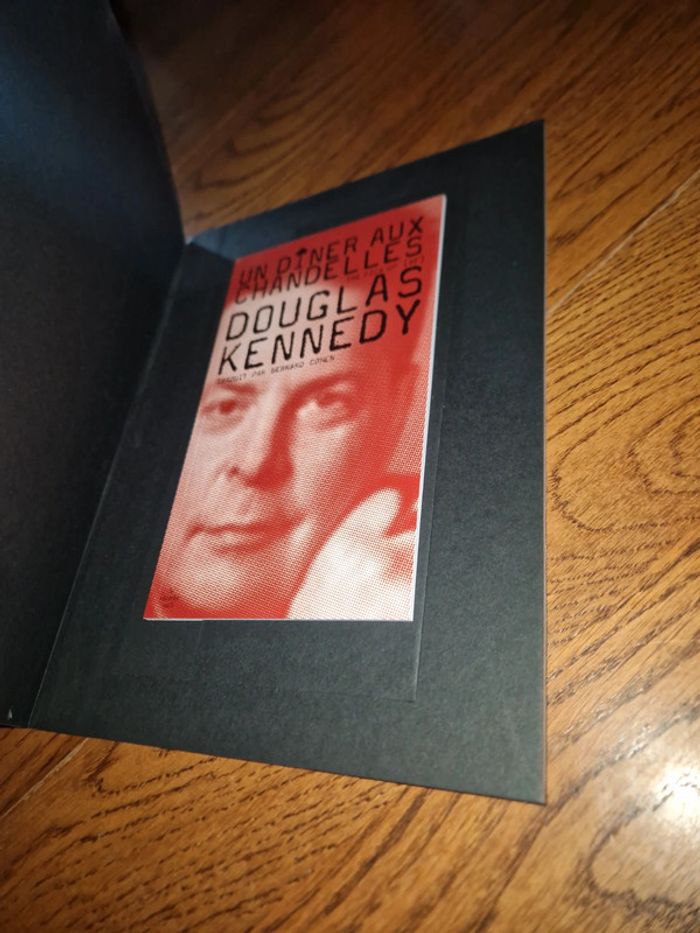 UN DÎNER AUX
CHANDELLES
DOUGLAS
KENNEDY
TRADUIT PAR BERNARD COHEN